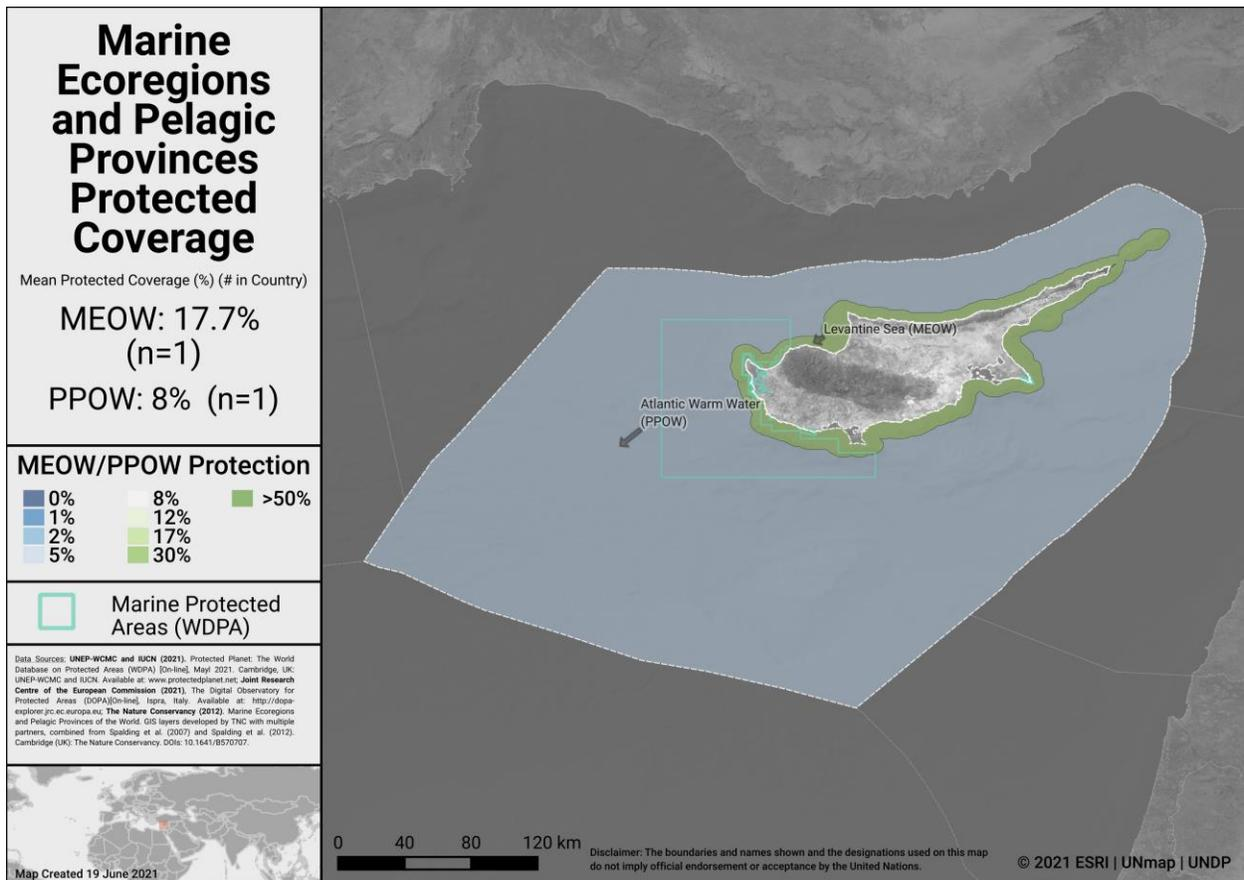 Marine
Ecoregions
and Pelagic
Provinces
Protected
Coverage
Mean Protected Coverage (%) (# in Country)
MEOW: 17.7%
(n=1)
PPOW: 8% (n=1)
MEOW/PPOW Protection
0%
1%
2%
5%
8%
12%
17%
30%
>50%
Marine Protected
Areas (WDPA)
Data Sources: UNEP-WCMC and IUCN (2021). Protected Planet: The World
Database on Protected Areas (WDPA) [On-line], Mayl 2021. Cambridge, UK:
UNEP-WCMC and IUCN. Available at: www.protectedplanet.net; Joint Research
Centre of the European Commission (2021), The Digital Observatory for
Protected Areas (DOPA)[On-line], Ispra, Italy. Available at: http://dopa-
explorer.jrc.ec.europa.eu; The Nature Conservancy (2012). Marine Ecoregions
and Pelagic Provinces of the World. GIS layers developed by TNC with multiple
partners, combined from Spalding et al. (2007) and Spalding et al. (2012).
Cambridge (UK): The Nature Conservancy. DOIs: 10.1641/B570707.
Map Created 19 June 2021
Levantine Sea (MEOW)
Atlantic Warm Water
(PPOW)
0 40 80 120 km
Disclaimer: The boundaries and names shown and the designations used on this map
do not imply official endorsement or acceptance by the United Nations.
© 2021 ESRI | UNmap | UNDP